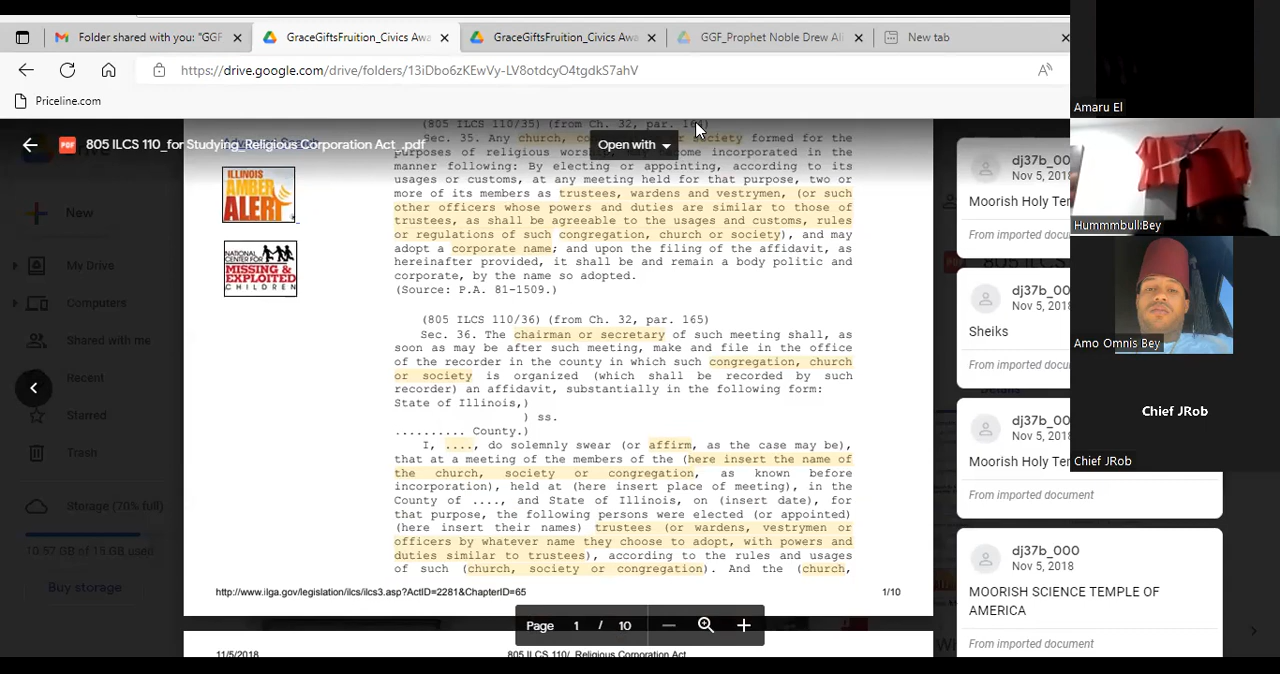 Folder shared with you: "GGF
GraceGiftsFruition_Civics Awa
GraceGiftsFruition_Civics Awa
GGF_Prophet Noble Drew Ali
New tab
https://drive.google.com/drive/folders/13iDbo6zKEwVy-LV8otdcyO4tgdkS7ahV
Priceline.com
805 ILCS 110_for Studying_Religious Corporation Act_.pdf
Open with
New
My Drive
Computers
Shared with me
Recent
Starred
Trash
Storage (70% full)
10.57 GB of 15 GB used
Buy storage
ILLINOIS
AMBER
ALERT
NATIONAL
CENTER FOR
MISSING &
EXPLOITED
CHILDREN
(805 ILCS 110/35) (from Ch. 32, par. 164)
Sec. 35. Any church, society formed for the
purposes of religious worship, may become incorporated in the
manner following: By electing or appointing, according to its
usages or customs, at any meeting held for that purpose, two or
more of its members as trustees, wardens and vestrymen, (or such
other officers whose powers and duties are similar to those of
trustees, as shall be agreeable to the usages and customs, rules
or regulations of such congregation, church or society), and may
adopt a corporate name; and upon the filing of the affidavit, as
hereinafter provided, it shall be and remain a body politic and
corporate, by the name so adopted.
(Source: P.A. 81-1509.)
(805 ILCS 110/36) (from Ch. 32, par. 165)
Sec. 36. The chairman or secretary of such meeting shall, as
soon as may be after such meeting, make and file in the office
of the recorder in the county in which such congregation, church
or society is organized (which shall be recorded by such
recorder) an affidavit, substantially in the following form:
State of Illinois,)
) ss.
.......... County.)
I, ...., do solemnly swear (or affirm, as the case may be),
that at a meeting of the members of the (here insert the name of
the church, society or congregation, as known before
incorporation), held at (here insert place of meeting), in the
County of ...., and State of Illinois, on (insert date), for
that purpose, the following persons were elected (or appointed)
(here insert their names) trustees (or wardens, vestrymen or
officers by whatever name they choose to adopt, with powers and
duties similar to trustees), according to the rules and usages
of such (church, society or congregation). And the (church,
http://www.ilga.gov/legislation/ilcs/ilcs3.asp?ActID=2281&ChapterID=65
1/10
Page 1 / 10
11/5/2018
805 ILCS 110/ Religious Corporation Act
dj37b_000
Nov 5, 2018
Moorish Holy Te
From imported docu
dj37b_00
Nov 5, 201
Sheiks
From imported docu
dj37b_00
Nov 5, 201
Moorish Holy Te
From imported document
dj37b_000
Nov 5, 2018
MOORISH SCIENCE TEMPLE OF
AMERICA
From imported document
Amaru El
Hummmbull:Bey
Amo Omnis Bey
Chief JRob
Chief JRob